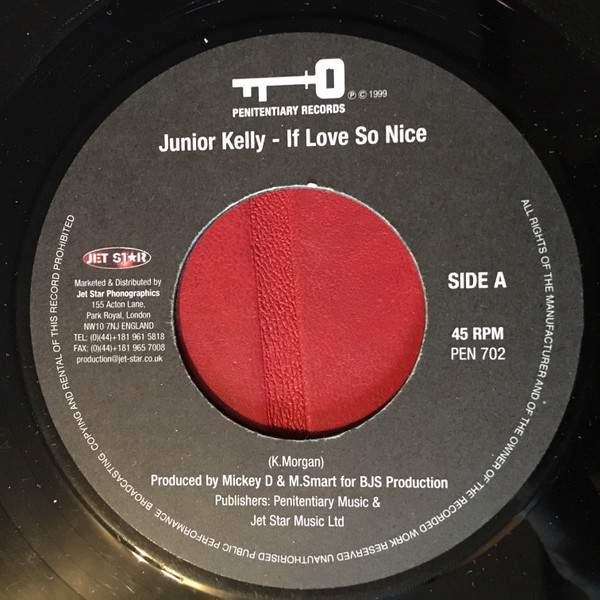 PENITENTIARY RECORDS
℗ © 1999
Junior Kelly - If Love So Nice
JET STAR
Marketed & Distributed by
Jet Star Phonographics
155 Acton Lane,
Park Royal, London
NW10 7NJ ENGLAND
TEL: (0)(44)+181 961 5818
FAX: (0)(44)+181 965 7008
production@jet-star.co.uk
SIDE A
45 RPM
PEN 702
(K.Morgan)
Produced by Mickey D & M.Smart for BJS Production
Publishers: Penitentiary Music &
Jet Star Music Ltd
ALL RIGHTS OF THE MANUFACTURER AND OF THE OWNER OF THE RECORDED WORK RESERVED UNAUTHORISED PUBLIC PERFORMANCE BROADCASTING COPYING AND RENTAL OF THIS RECORD PROHIBITED